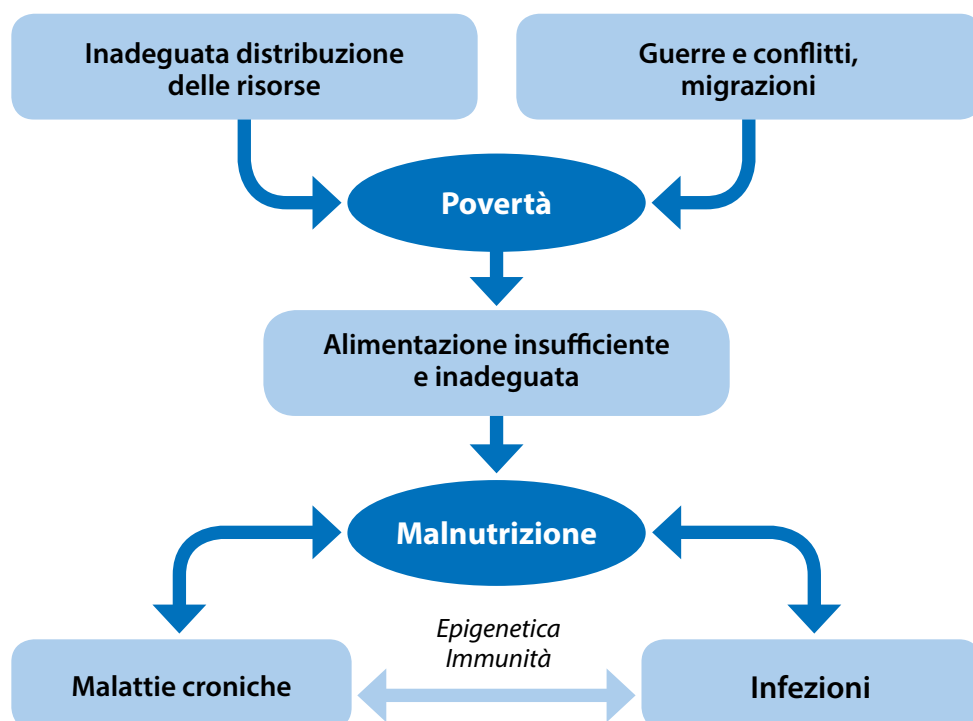 Inadeguata distribuzione
delle risorse
Guerre e conflitti,
migrazioni
Povertà
Alimentazione insufficiente
e inadeguata
Malnutrizione
Epigenetica
Immunità
Malattie croniche
Infezioni